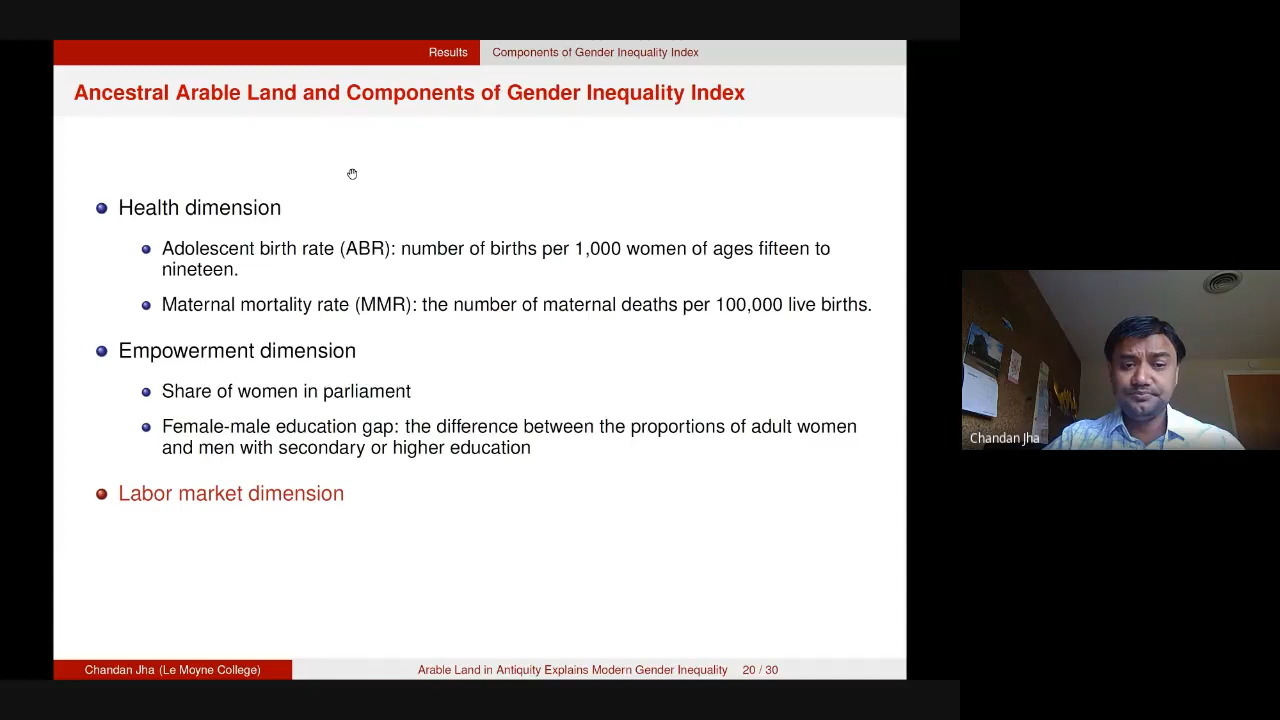 Results
Components of Gender Inequality Index
Ancestral Arable Land and Components of Gender Inequality Index
Health dimension
Adolescent birth rate (ABR): number of births per 1,000 women of ages fifteen to
nineteen.
Maternal mortality rate (MMR): the number of maternal deaths per 100,000 live births.
Empowerment dimension
Share of women in parliament
Female-male education gap: the difference between the proportions of adult women
and men with secondary or higher education
Labor market dimension
Chandan Jha
Chandan Jha (Le Moyne College)
Arable Land in Antiquity Explains Modern Gender Inequality
20 / 30